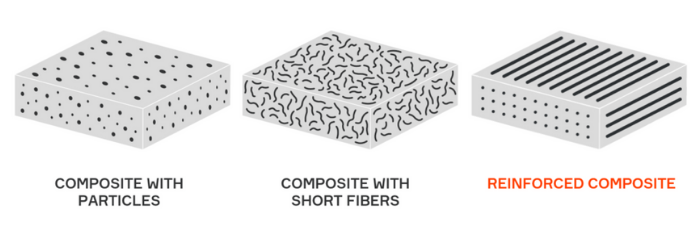 COMPOSITE WITH
PARTICLES
COMPOSITE WITH
SHORT FIBERS
REINFORCED COMPOSITE